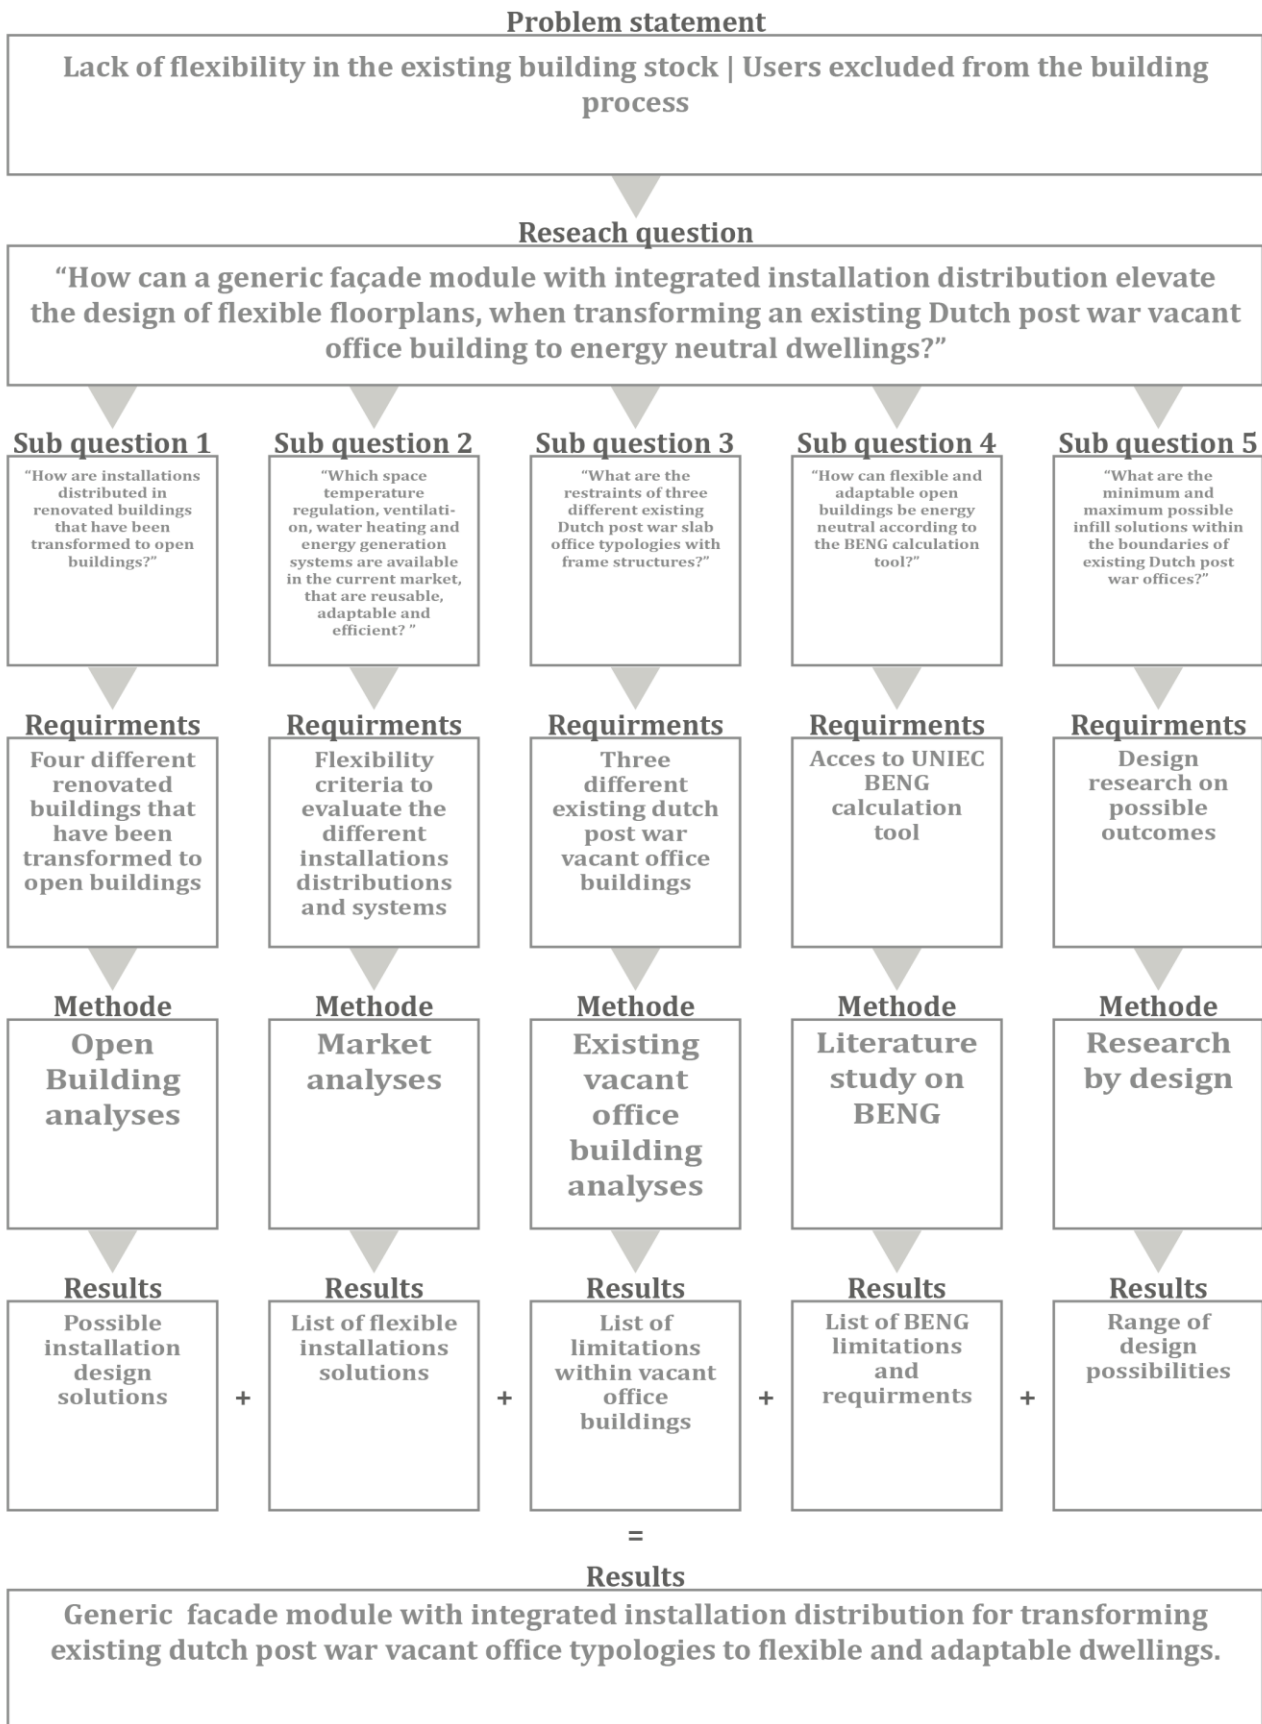 Problem statement
Lack of flexibility in the existing building stock | Users excluded from the building
process
Reseach question
“How can a generic façade module with integrated installation distribution elevate
the design of flexible floorplans, when transforming an existing Dutch post war vacant
office building to energy neutral dwellings?”
Sub question 1
“How are installations
distributed in
renovated buildings
that have been
transformed to open
buildings?”
Sub question 2
“Which space
temperature
regulation, ventilati-
on, water heating and
energy generation
systems are available
in the current market,
that are reusable,
adaptable and
efficient? ”
Sub question 3
“What are the
restraints of three
different existing
Dutch post war slab
office typologies with
frame structures?”
Sub question 4
“How can flexible and
adaptable open
buildings be energy
neutral according to
the BENG calculation
tool?”
Sub question 5
“What are the
minimum and
maximum possible
infill solutions within
the boundaries of
existing Dutch post
war offices?”
Requirments
Four different
renovated
buildings that
have been
transformed to
open buildings
Requirments
Flexibility
criteria to
evaluate the
different
installations
distributions
and systems
Requirments
Three
different
existing dutch
post war
vacant office
buildings
Requirments
Acces to UNIEC
BENG
calculation
tool
Requirments
Design
research on
possible
outcomes
Methode
Open
Building
analyses
Methode
Market
analyses
Methode
Existing
vacant
office
building
analyses
Methode
Literature
study on
BENG
Methode
Research
by design
Results
Possible
installation
design
solutions
+
Results
List of flexible
installations
solutions
+
Results
List of
limitations
within vacant
office
buildings
+
Results
List of BENG
limitations
and
requirments
+
Results
Range of
design
possibilities
=
Results
Generic facade module with integrated installation distribution for transforming
existing dutch post war vacant office typologies to flexible and adaptable dwellings.